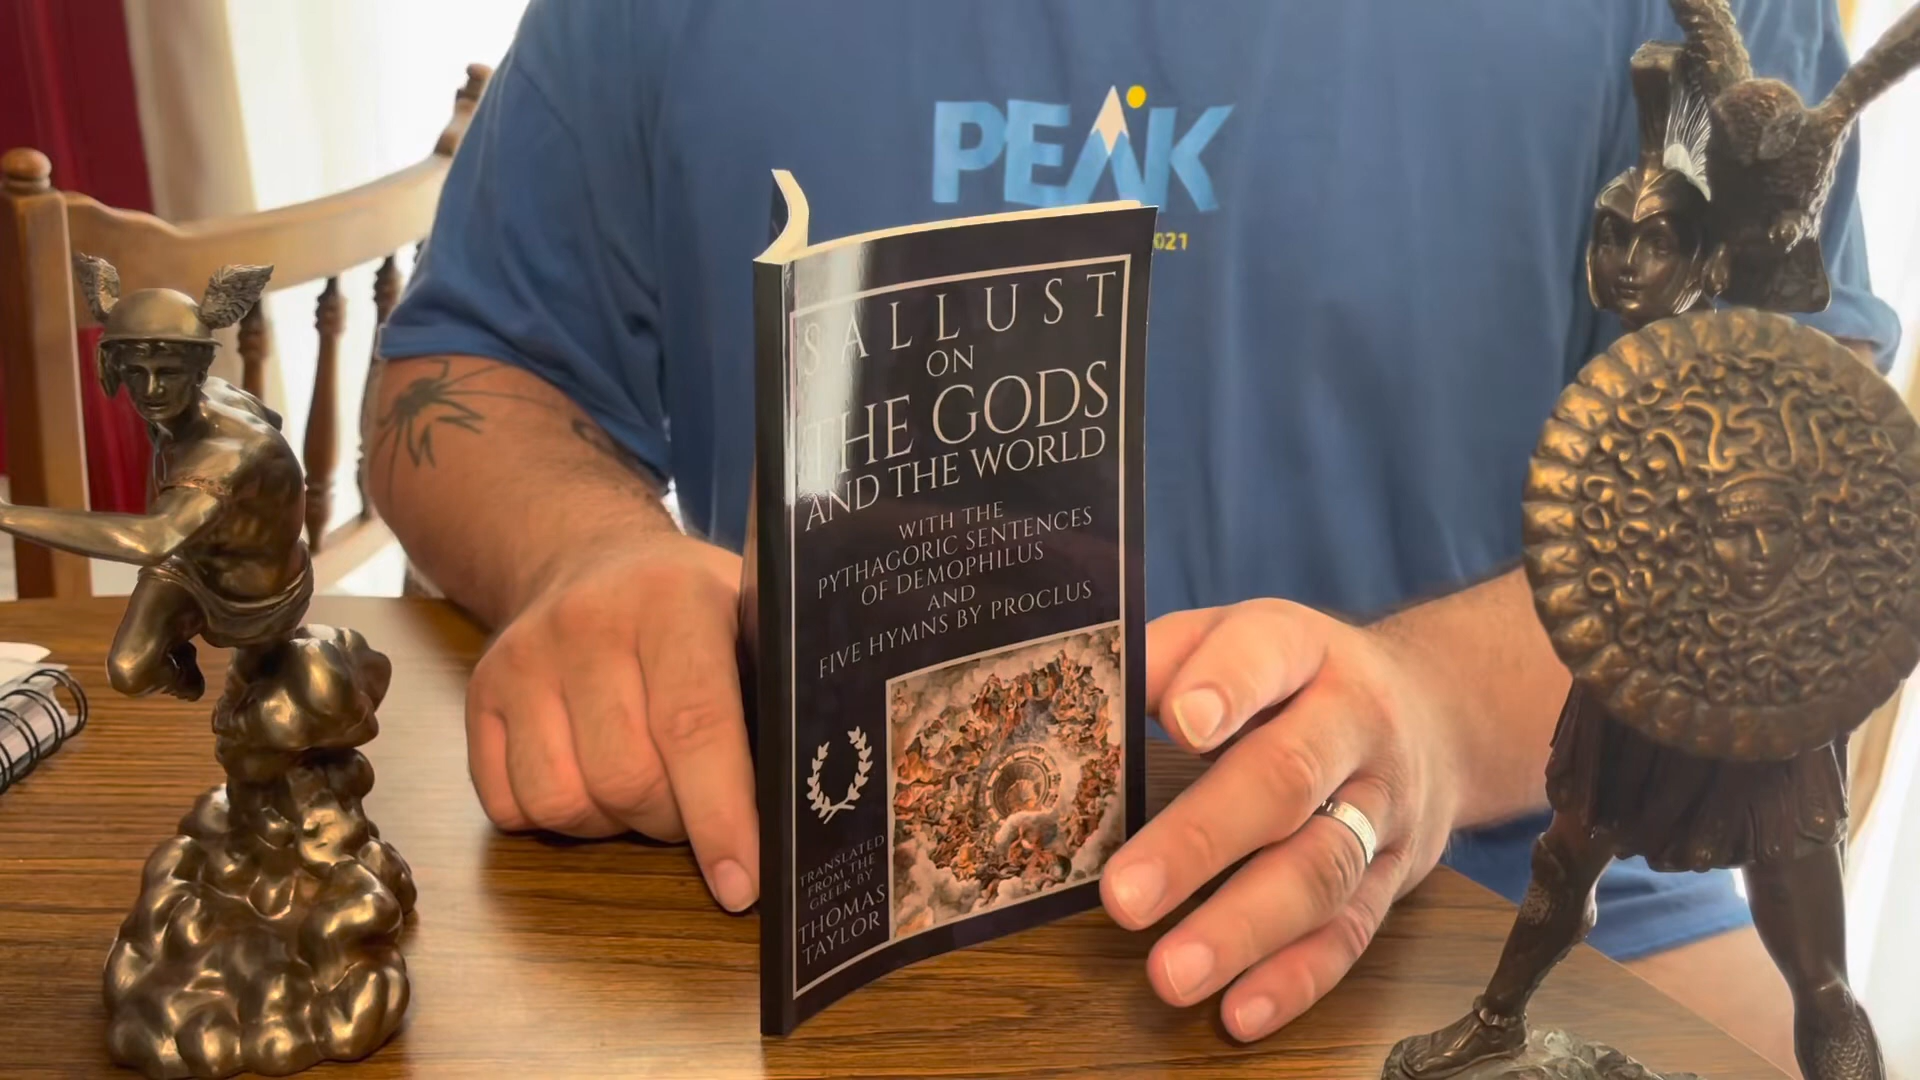 PEAK
021
SALLUST
ON
THE GODS
AND THE WORLD
WITH THE
PYTHAGORIC SENTENCES
OF DEMOPHILUS
AND
FIVE HYMNS BY PROCLUS
TRANSLATED
FROM THE
GREEK BY
THOMAS
TAYLOR